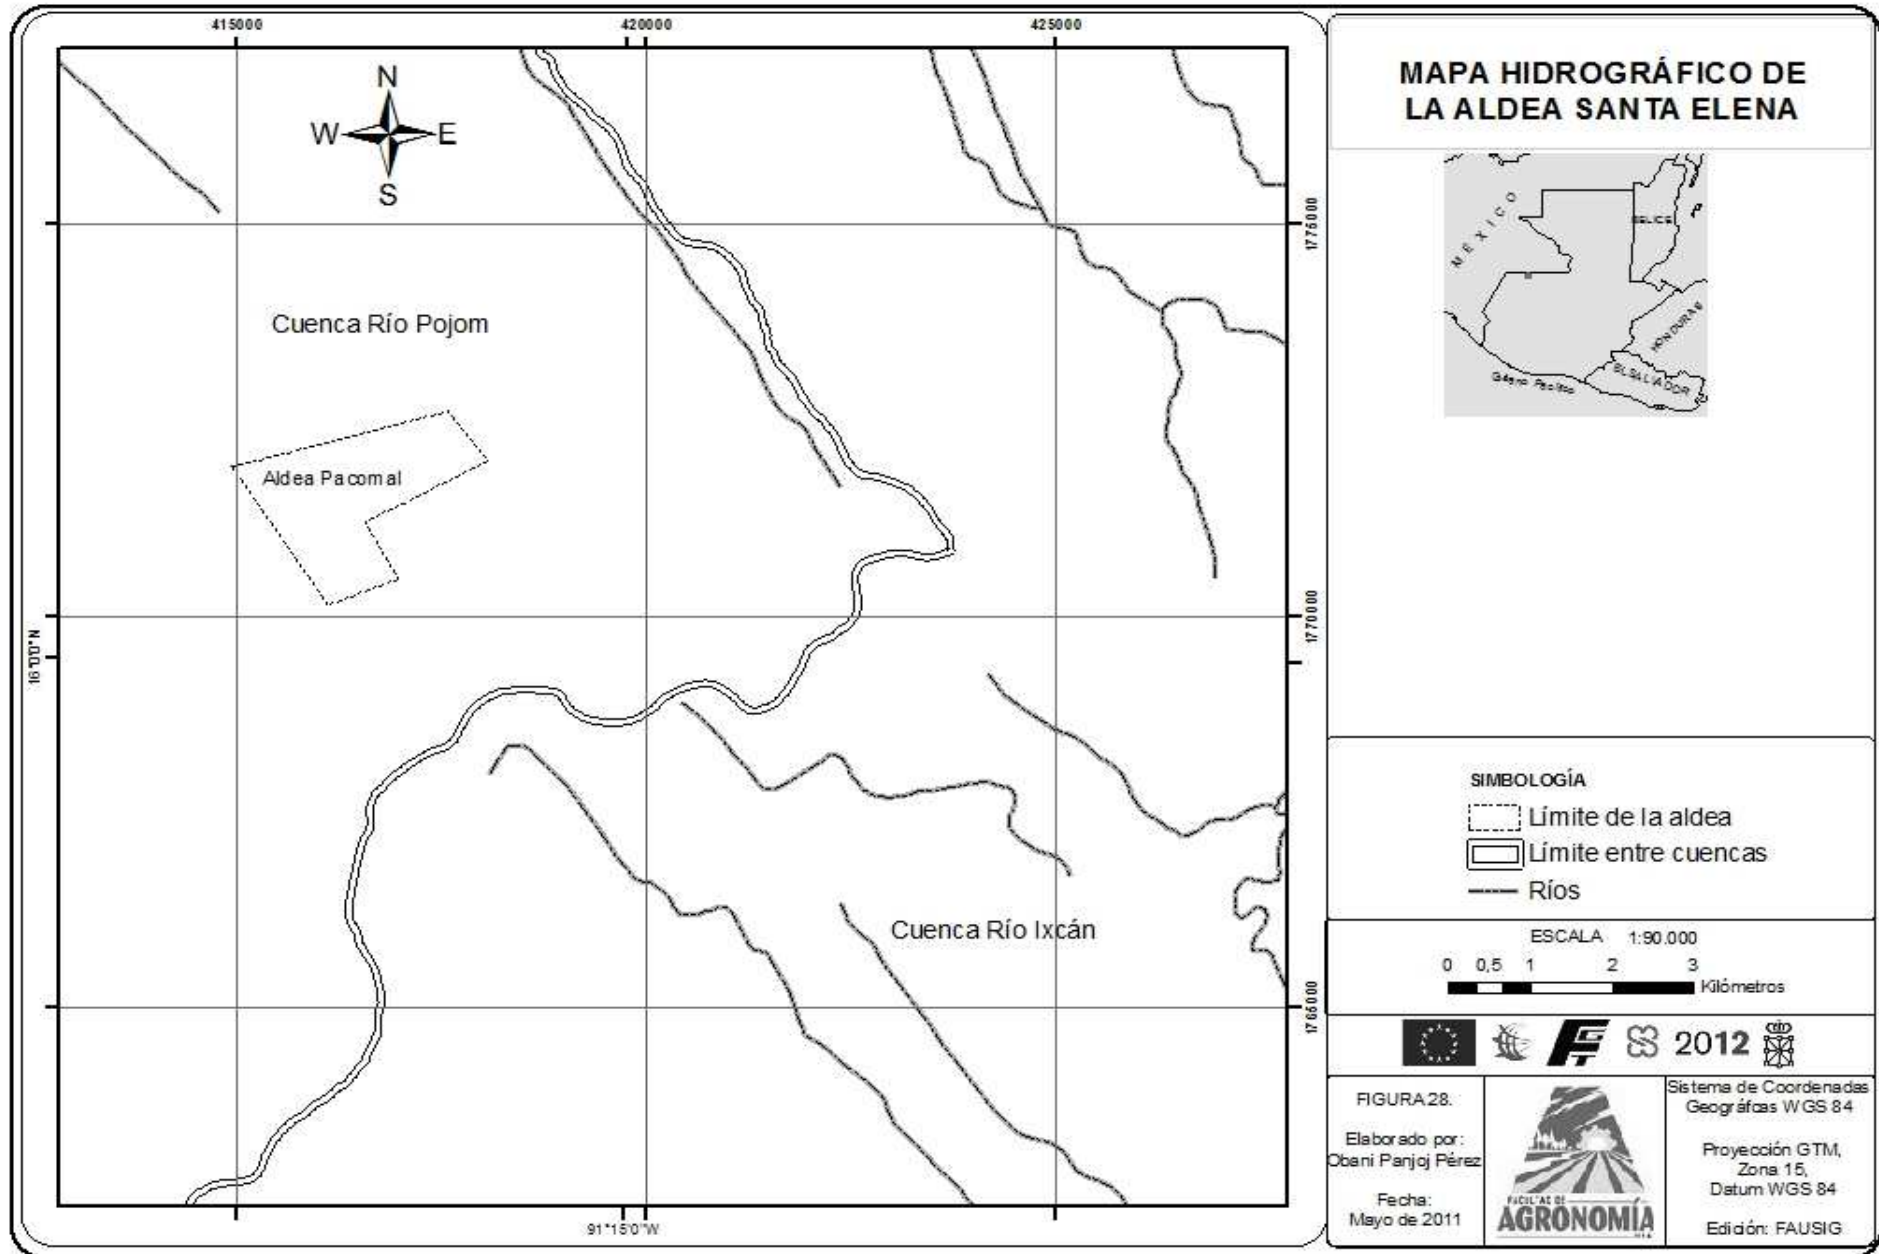 415000
420000
425000
N
W
E
S
1775000
1770000
1765000
16°0'0"N
91°15'0"W
Cuenca Río Pojom
Aldea Pacomal
Cuenca Río Ixcán
MAPA HIDROGRÁFICO DE
LA ALDEA SANTA ELENA
MEXICO
BELICE
HONDURAS
EL SALVADOR
SIMBOLOGÍA
Límite de la aldea
Límite entre cuencas
Ríos
ESCALA 1:90.000
0 0,5 1 2 3
Kilómetros
FGT
2012
FIGURA 28.
Elaborado por:
Obani Panjoj Pérez
Fecha:
Mayo de 2011
FACULTAD DE
AGRONOMÍA
Sistema de Coordenadas
Geográfcas WGS 84
Proyección GTM,
Zona 15,
Datum WGS 84
Edición: FAUSIG